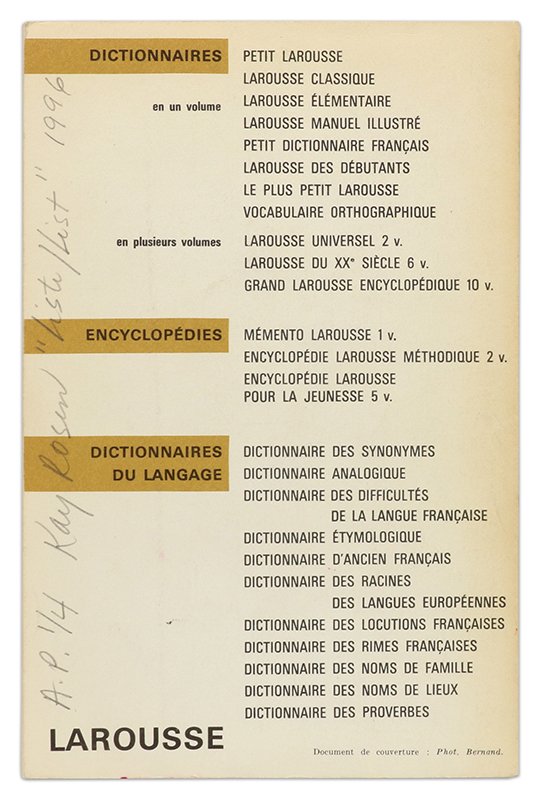 DICTIONNAIRES
en un volume
PETIT LAROUSSE
LAROUSSE CLASSIQUE
LAROUSSE ÉLÉMENTAIRE
LAROUSSE MANUEL ILLUSTRÉ
PETIT DICTIONNAIRE FRANÇAIS
LAROUSSE DES DÉBUTANTS
LE PLUS PETIT LAROUSSE
VOCABULAIRE ORTHOGRAPHIQUE
en plusieurs volumes
LAROUSSE UNIVERSEL 2 v.
LAROUSSE DU XXe SIÈCLE 6 v.
GRAND LAROUSSE ENCYCLOPÉDIQUE 10 v.
ENCYCLOPÉDIES
MÉMENTO LAROUSSE 1 v.
ENCYCLOPÉDIE LAROUSSE MÉTHODIQUE 2 v.
ENCYCLOPÉDIE LAROUSSE
POUR LA JEUNESSE 5 v.
DICTIONNAIRES
DU LANGAGE
DICTIONNAIRE DES SYNONYMES
DICTIONNAIRE ANALOGIQUE
DICTIONNAIRE DES DIFFICULTÉS
DE LA LANGUE FRANÇAISE
DICTIONNAIRE ÉTYMOLOGIQUE
DICTIONNAIRE D'ANCIEN FRANÇAIS
DICTIONNAIRE DES RACINES
DES LANGUES EUROPÉENNES
DICTIONNAIRE DES LOCUTIONS FRANÇAISES
DICTIONNAIRE DES RIMES FRANÇAISES
DICTIONNAIRE DES NOMS DE FAMILLE
DICTIONNAIRE DES NOMS DE LIEUX
DICTIONNAIRE DES PROVERBES
LAROUSSE
Document de couverture : Phot. Bernand.
A.P. 1/4 Kay Rosen "Liste/List" 1996